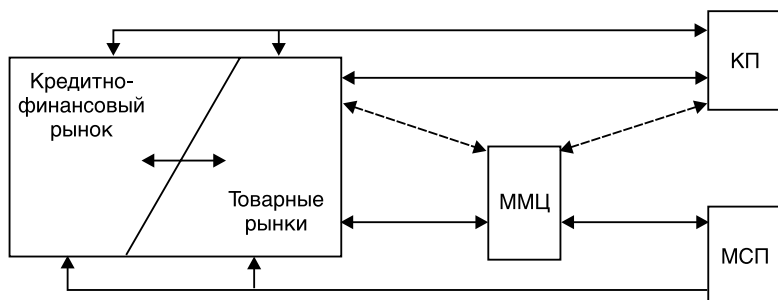 Кредитно-
финансовый
рынок
Товарные
рынки
ММЦ
КП
МСП